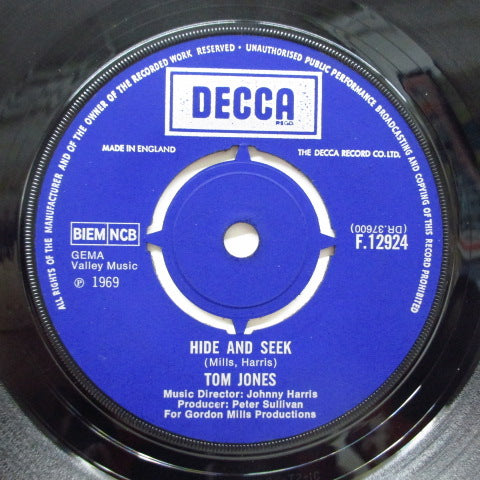 ALL RIGHTS OF THE MANUFACTURER AND OF THE OWNER OF THE RECORDED WORK RESERVED • UNAUTHORISED PUBLIC PERFORMANCE BROADCASTING AND COPYING OF THIS RECORD PROHIBITED
DECCA
REGD.
MADE IN ENGLAND
THE DECCA RECORD CO. LTD.
BIEM NCB
GEMA
Valley Music
℗ 1969
(DR.37600)
F.12924
HIDE AND SEEK
(Mills, Harris)
TOM JONES
Music Director: Johnny Harris
Producer: Peter Sullivan
For Gordon Mills Productions